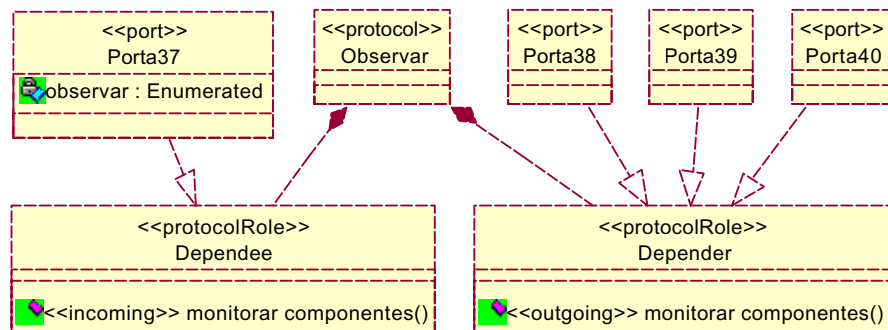 <<port>>
Porta37
observar : Enumerated
<<protocol>>
Observar
<<port>>
Porta38
<<port>>
Porta39
<<port>>
Porta40
<<protocolRole>>
Dependee
<<incoming>> monitorar componentes()
<<protocolRole>>
Depender
<<outgoing>> monitorar componentes()